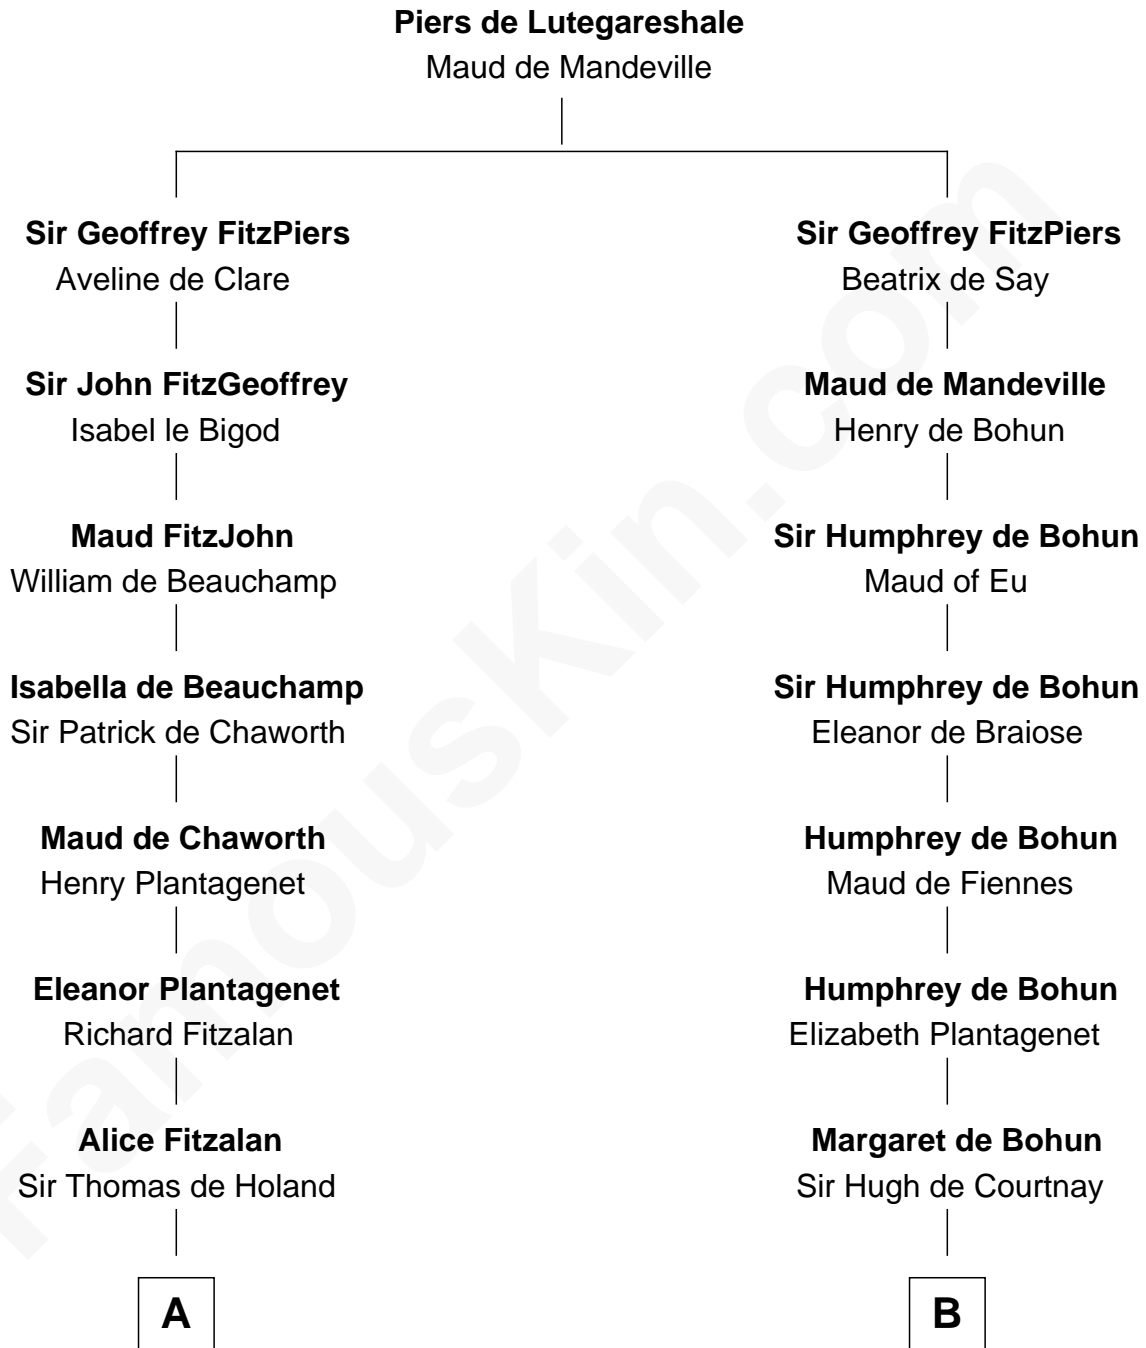 Piers de Lutegareshale
Maud de Mandeville
Sir Geoffrey FitzPiers
Aveline de Clare
Sir John FitzGeoffrey
Isabel le Bigod
Maud FitzJohn
William de Beauchamp
Isabella de Beauchamp
Sir Patrick de Chaworth
Maud de Chaworth
Henry Plantagenet
Eleanor Plantagenet
Richard Fitzalan
Alice Fitzalan
Sir Thomas de Holand
A
Sir Geoffrey FitzPiers
Beatrix de Say
Maud de Mandeville
Henry de Bohun
Sir Humphrey de Bohun
Maud of Eu
Sir Humphrey de Bohun
Eleanor de Braiose
Humphrey de Bohun
Maud de Fiennes
Humphrey de Bohun
Elizabeth Plantagenet
Margaret de Bohun
Sir Hugh de Courtnay
B
FamousKin.com